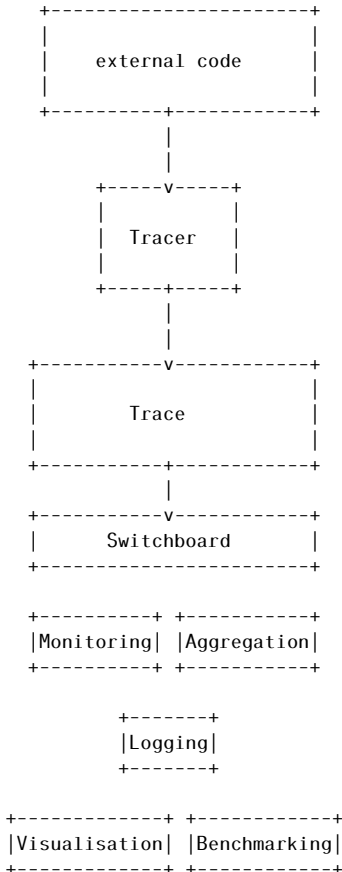 external code
Tracer
Trace
Switchboard
Monitoring Aggregation
Logging
Visualisation Benchmarking